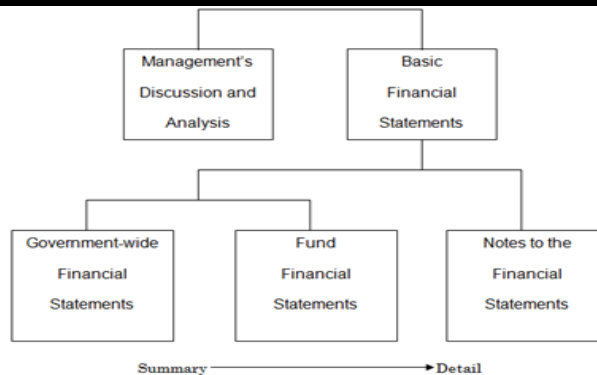 Management's
Discussion and
Analysis
Basic
Financial
Statements
Government-wide
Financial
Statements
Fund
Financial
Statements
Notes to the
Financial
Statements
Summary
Detail